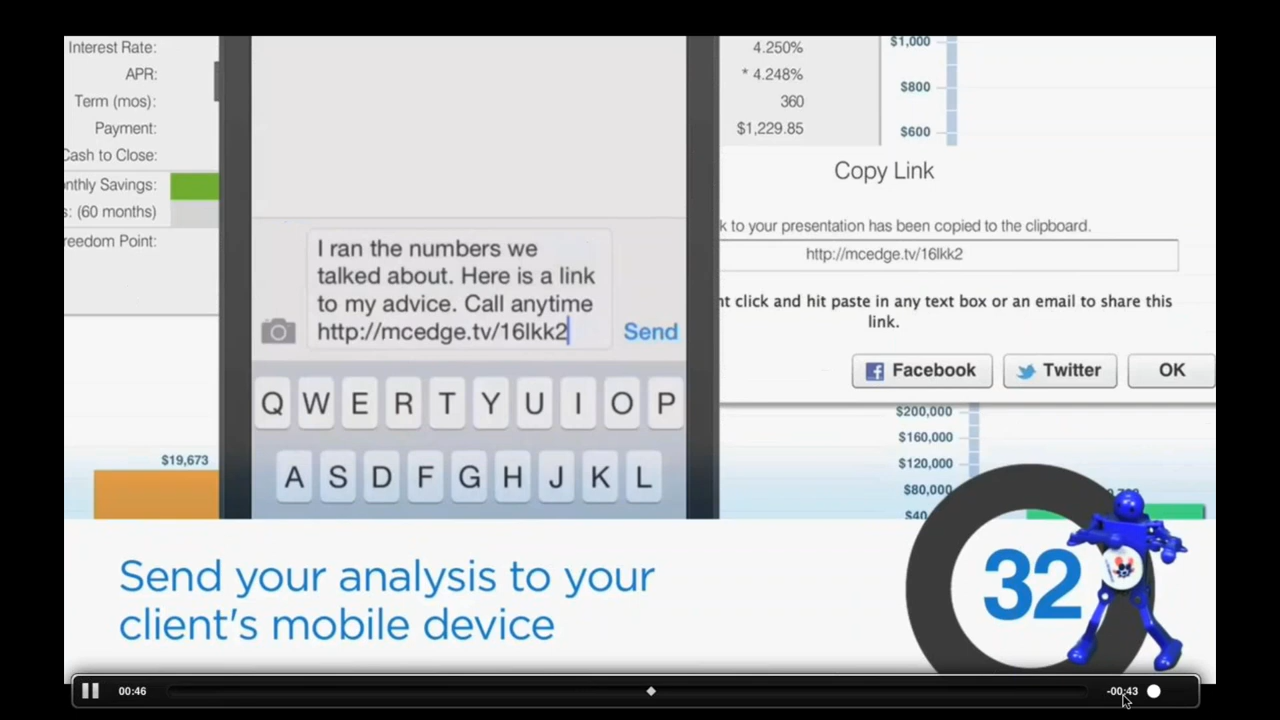 Interest Rate:
APR:
Term (mos):
Payment:
Cash to Close:
nthly Savings:
s: (60 months)
reedom Point:
$19,673
I ran the numbers we
talked about. Here is a link
to my advice. Call anytime
http://mcedge.tv/16lkk2
Send
Q W E R T Y U I O P
A S D F G H J K L
4.250%
* 4.248%
360
$1,229.85
$1,000
$800
$600
Copy Link
k to your presentation has been copied to the clipboard.
http://mcedge.tv/16lkk2
ht click and hit paste in any text box or an email to share this
link.
Facebook
Twitter
OK
$200,000
$160,000
$120,000
$80,000
$40
Send your analysis to your
client's mobile device
32
00:46
-00:43